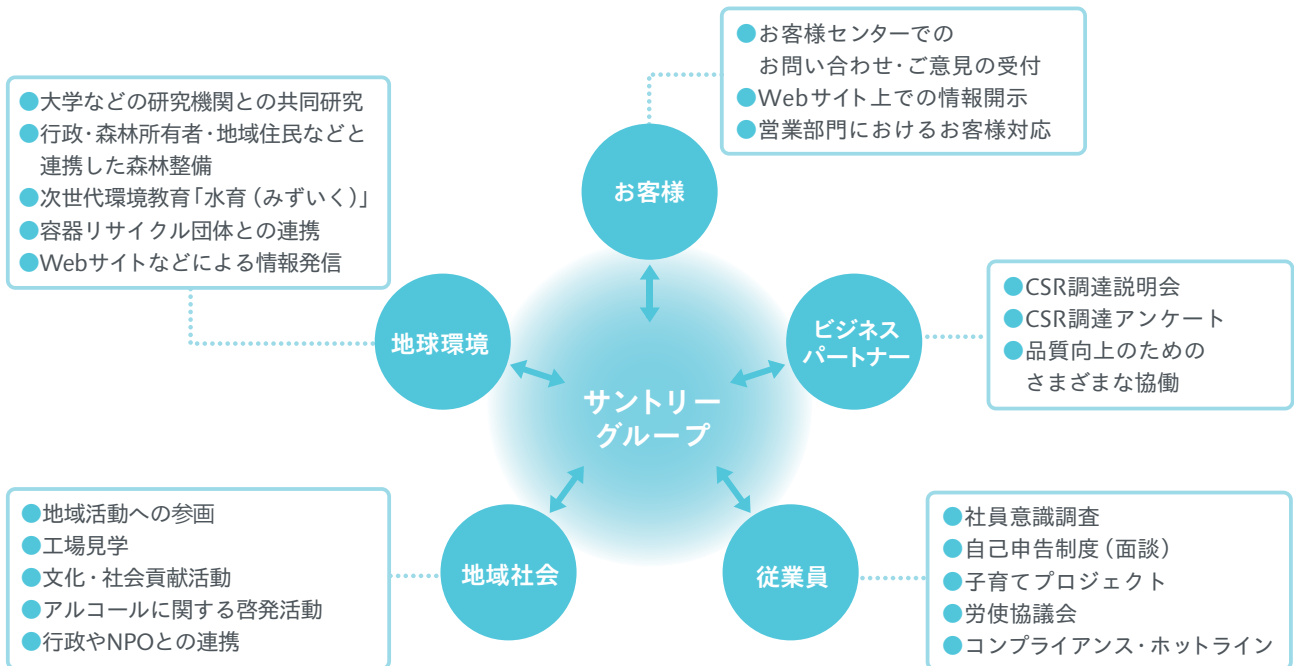 ●お客様センターでの
お問い合わせ・ご意見の受付
●Webサイト上での情報開示
●営業部門におけるお客様対応
お客様
●大学などの研究機関との共同研究
●行政・森林所有者・地域住民などと
連携した森林整備
●次世代環境教育「水育（みずいく）」
●容器リサイクル団体との連携
●Webサイトなどによる情報発信
地球環境
ビジネス
パートナー
●CSR調達説明会
●CSR調達アンケート
●品質向上のための
さまざまな協働
サントリー
グループ
●地域活動への参画
●工場見学
●文化・社会貢献活動
●アルコールに関する啓発活動
●行政やNPOとの連携
地域社会
従業員
●社員意識調査
●自己申告制度（面談）
●子育てプロジェクト
●労使協議会
●コンプライアンス・ホットライン